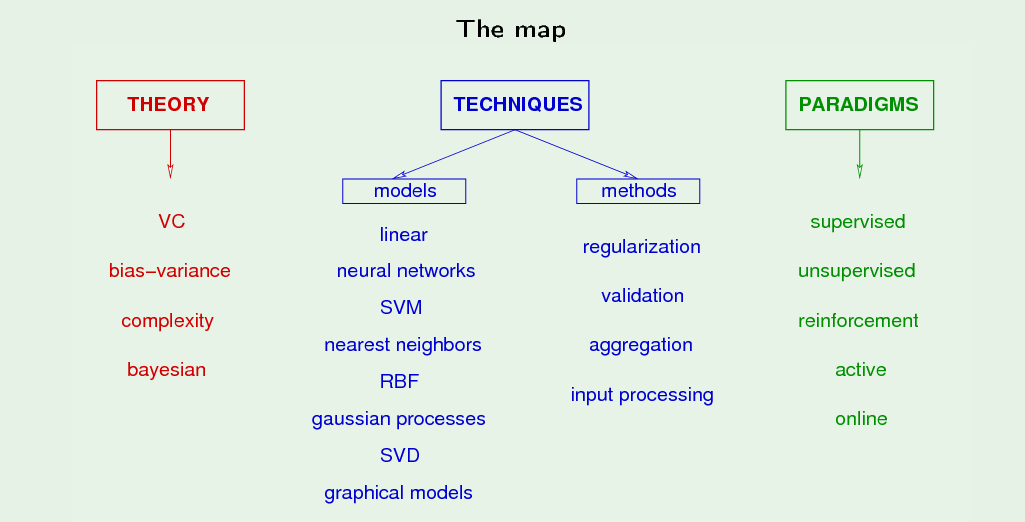 The map
THEORY
VC
bias–variance
complexity
bayesian
TECHNIQUES
models
linear
neural networks
SVM
nearest neighbors
RBF
gaussian processes
SVD
graphical models
methods
regularization
validation
aggregation
input processing
PARADIGMS
supervised
unsupervised
reinforcement
active
online